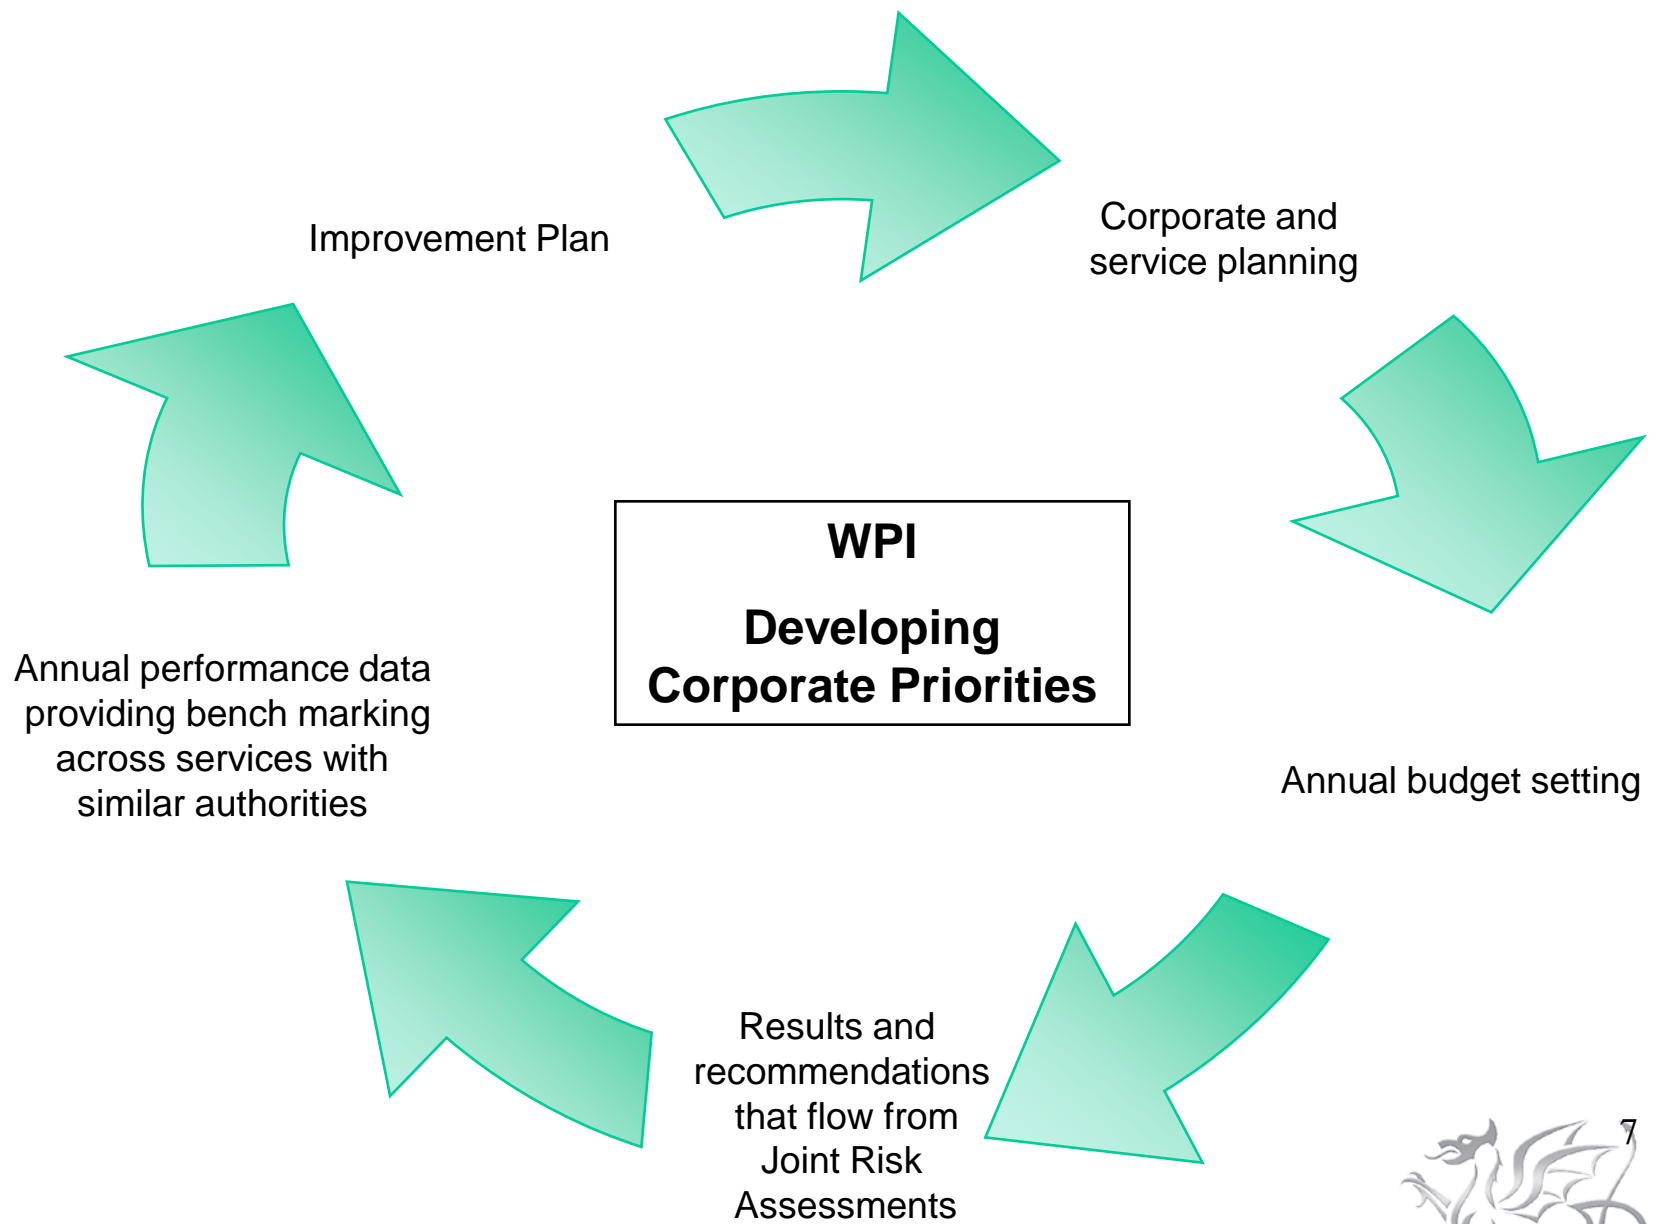 Improvement Plan
Corporate and
service planning
WPI
Developing
Corporate Priorities
Annual performance data
providing bench marking
across services with
similar authorities
Annual budget setting
Results and
recommendations
that flow from
Joint Risk
Assessments
7